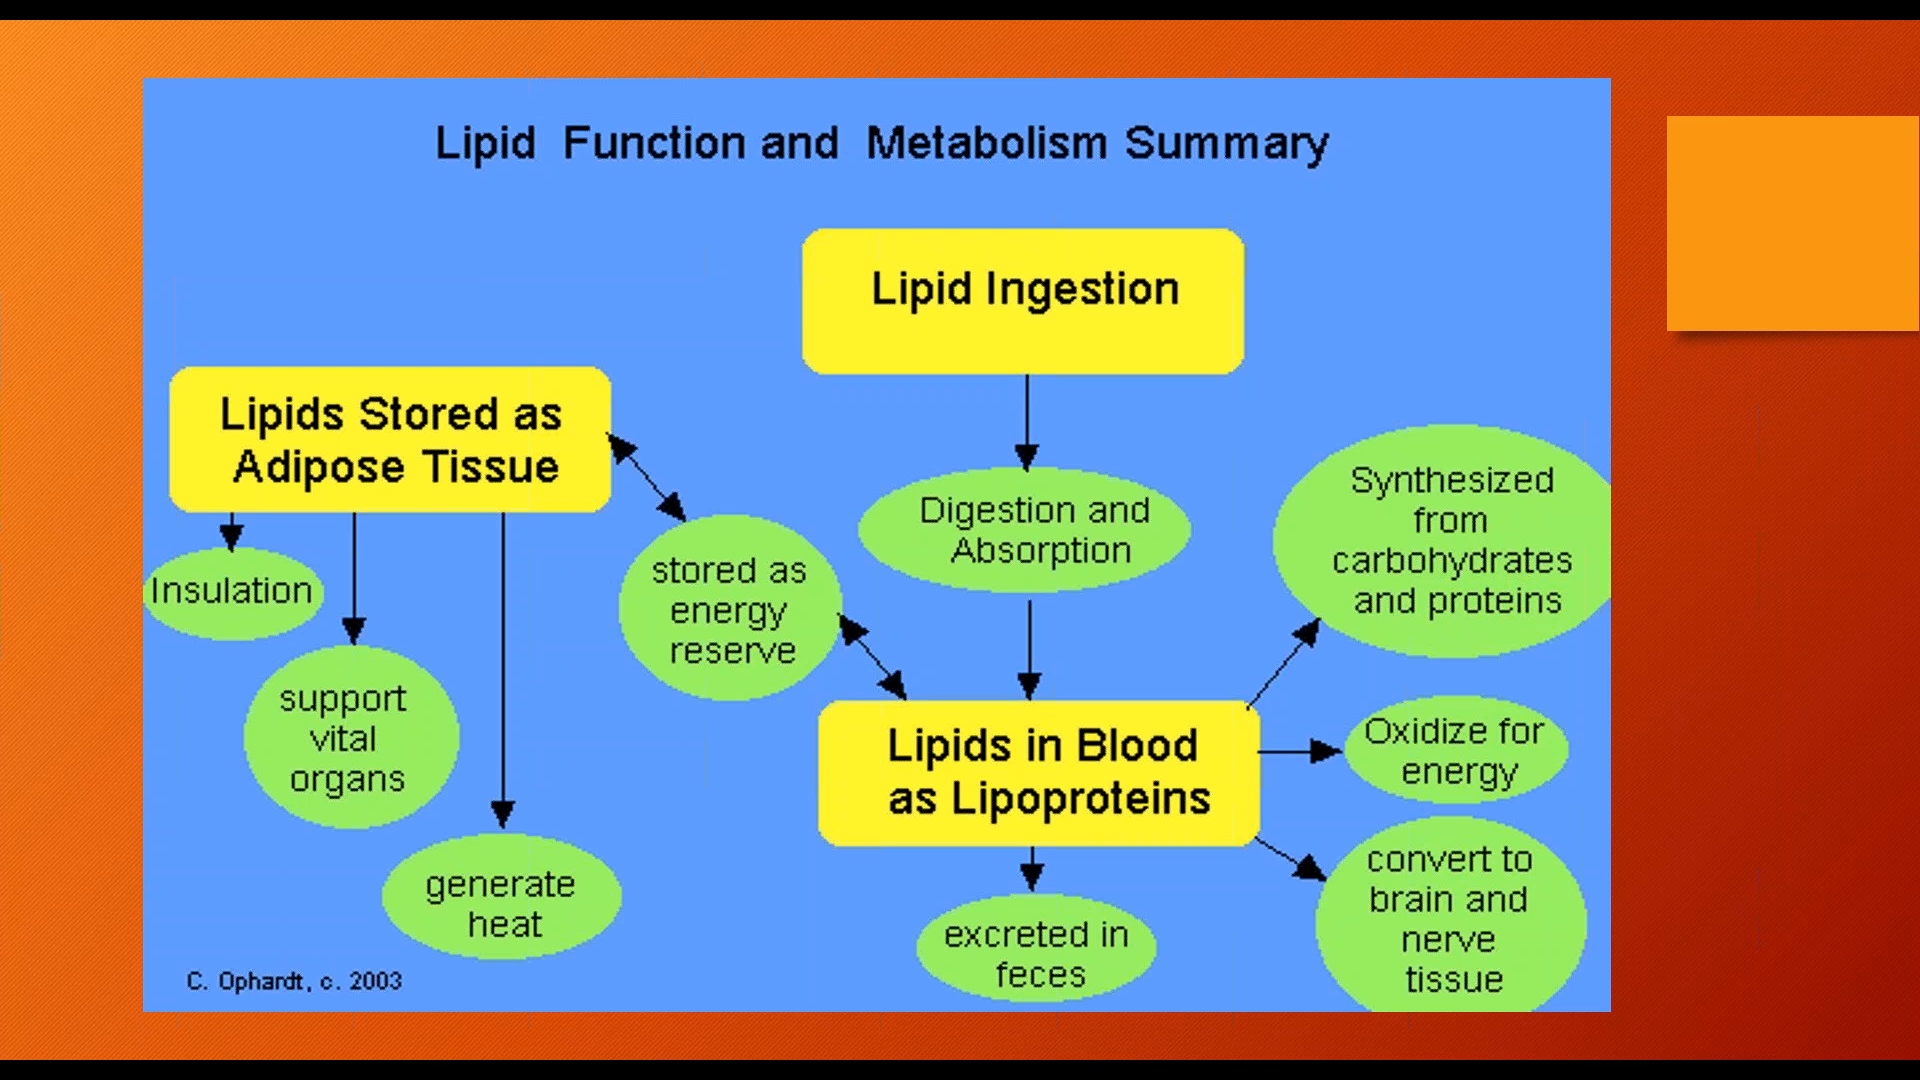 Lipid Function and Metabolism Summary
Lipid Ingestion
Lipids Stored as
Adipose Tissue
Digestion and
Absorption
Synthesized
from
carbohydrates
and proteins
Insulation
stored as
energy
reserve
support
vital
organs
Lipids in Blood
as Lipoproteins
Oxidize for
energy
generate
heat
convert to
brain and
nerve
tissue
excreted in
feces
C. Ophardt, c. 2003